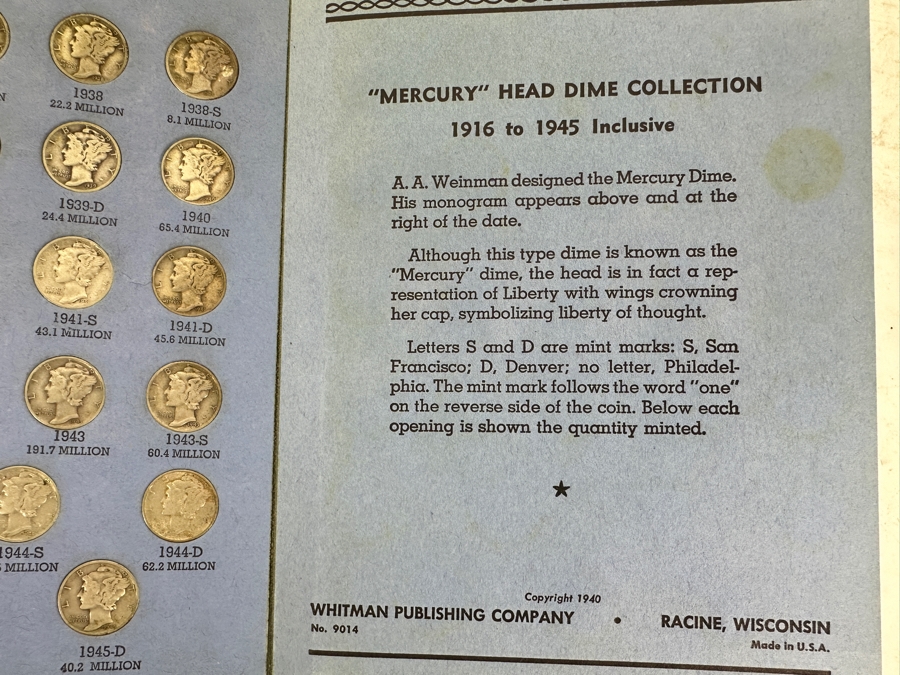 1938
22.2 MILLION
1938-S
8.1 MILLION
1939-D
24.4 MILLION
1940
65.4 MILLION
1941-S
43.1 MILLION
1941-D
45.6 MILLION
1943
191.7 MILLION
1943-S
60.4 MILLION
1944-S
MILLION
1944-D
62.2 MILLION
1945-D
40.2 MILLION
"MERCURY" HEAD DIME COLLECTION
1916 to 1945 Inclusive
A. A. Weinman designed the Mercury Dime.
His monogram appears above and at the
right of the date.
Although this type dime is known as the
"Mercury" dime, the head is in fact a rep-
resentation of Liberty with wings crowning
her cap, symbolizing liberty of thought.
Letters S and D are mint marks: S, San
Francisco; D, Denver; no letter, Philadel-
phia. The mint mark follows the word "one"
on the reverse side of the coin. Below each
opening is shown the quantity minted.
Copyright 1940
WHITMAN PUBLISHING COMPANY • RACINE, WISCONSIN
No. 9014
Made in U.S.A.